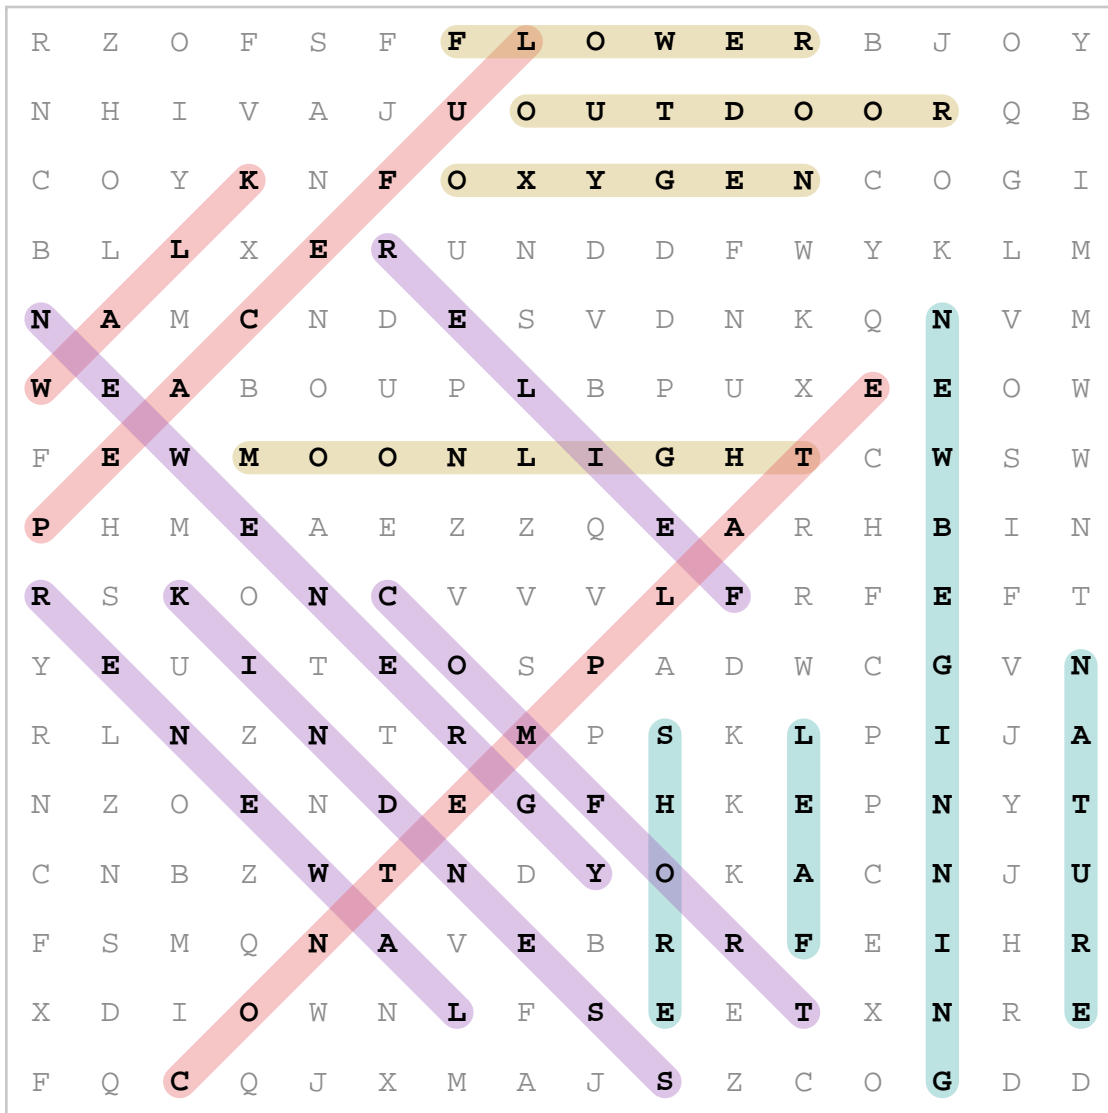 R Z O F S F F L O W E R B J O Y
N H I V A J U O U T D O O R Q B
C O Y K N F O X Y G E N C O G I
B L L X E R U N D D F W Y K L M
N A M C N D E S V D N K Q N V M
W E A B O U P L B P U X E E O W
F E W M O O N L I G H T C W S W
P H M E A E Z Z Q E A R H B I N
R S K O N C V V V L F R F E F T
Y E U I T E O S P A D W C G V N
R L N Z N T R M P S K L P I J A
N Z O E N D E G F H K E P N Y T
C N B Z W T N D Y O K A C N J U
F S M Q N A V E B R R F E I H R
X D I O W N L F S E E T X N R E
F Q C Q J X M A J S Z C O G D D